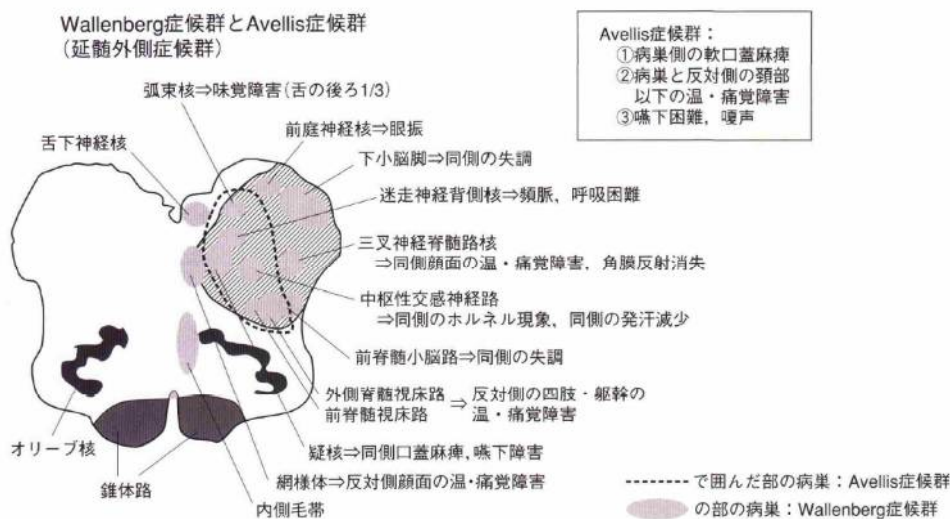 Wallenberg症候群とAvellis症候群
(延髄外側症候群)
Avellis症候群：
①病巣側の軟口蓋麻痺
②病巣と反対側の頚部
以下の温・痛覚障害
③嚥下困難，嗄声
弧束核⇒味覚障害(舌の後ろ1/3)
前庭神経核⇒眼振
舌下神経核
下小脳脚⇒同側の失調
迷走神経背側核⇒頻脈，呼吸困難
三叉神経脊髄路核
⇒同側顔面の温・痛覚障害，角膜反射消失
中枢性交感神経路
⇒同側のホルネル現象，同側の発汗減少
前脊髄小脳路⇒同側の失調
外側脊髄視床路
前脊髄視床路
⇒ 反対側の四肢・躯幹の
温・痛覚障害
オリーブ核
疑核⇒同側口蓋麻痺,嚥下障害
錐体路
網様体⇒反対側顔面の温・痛覚障害
内側毛帯
で囲んだ部の病巣：Avellis症候群
の部の病巣：Wallenberg症候群